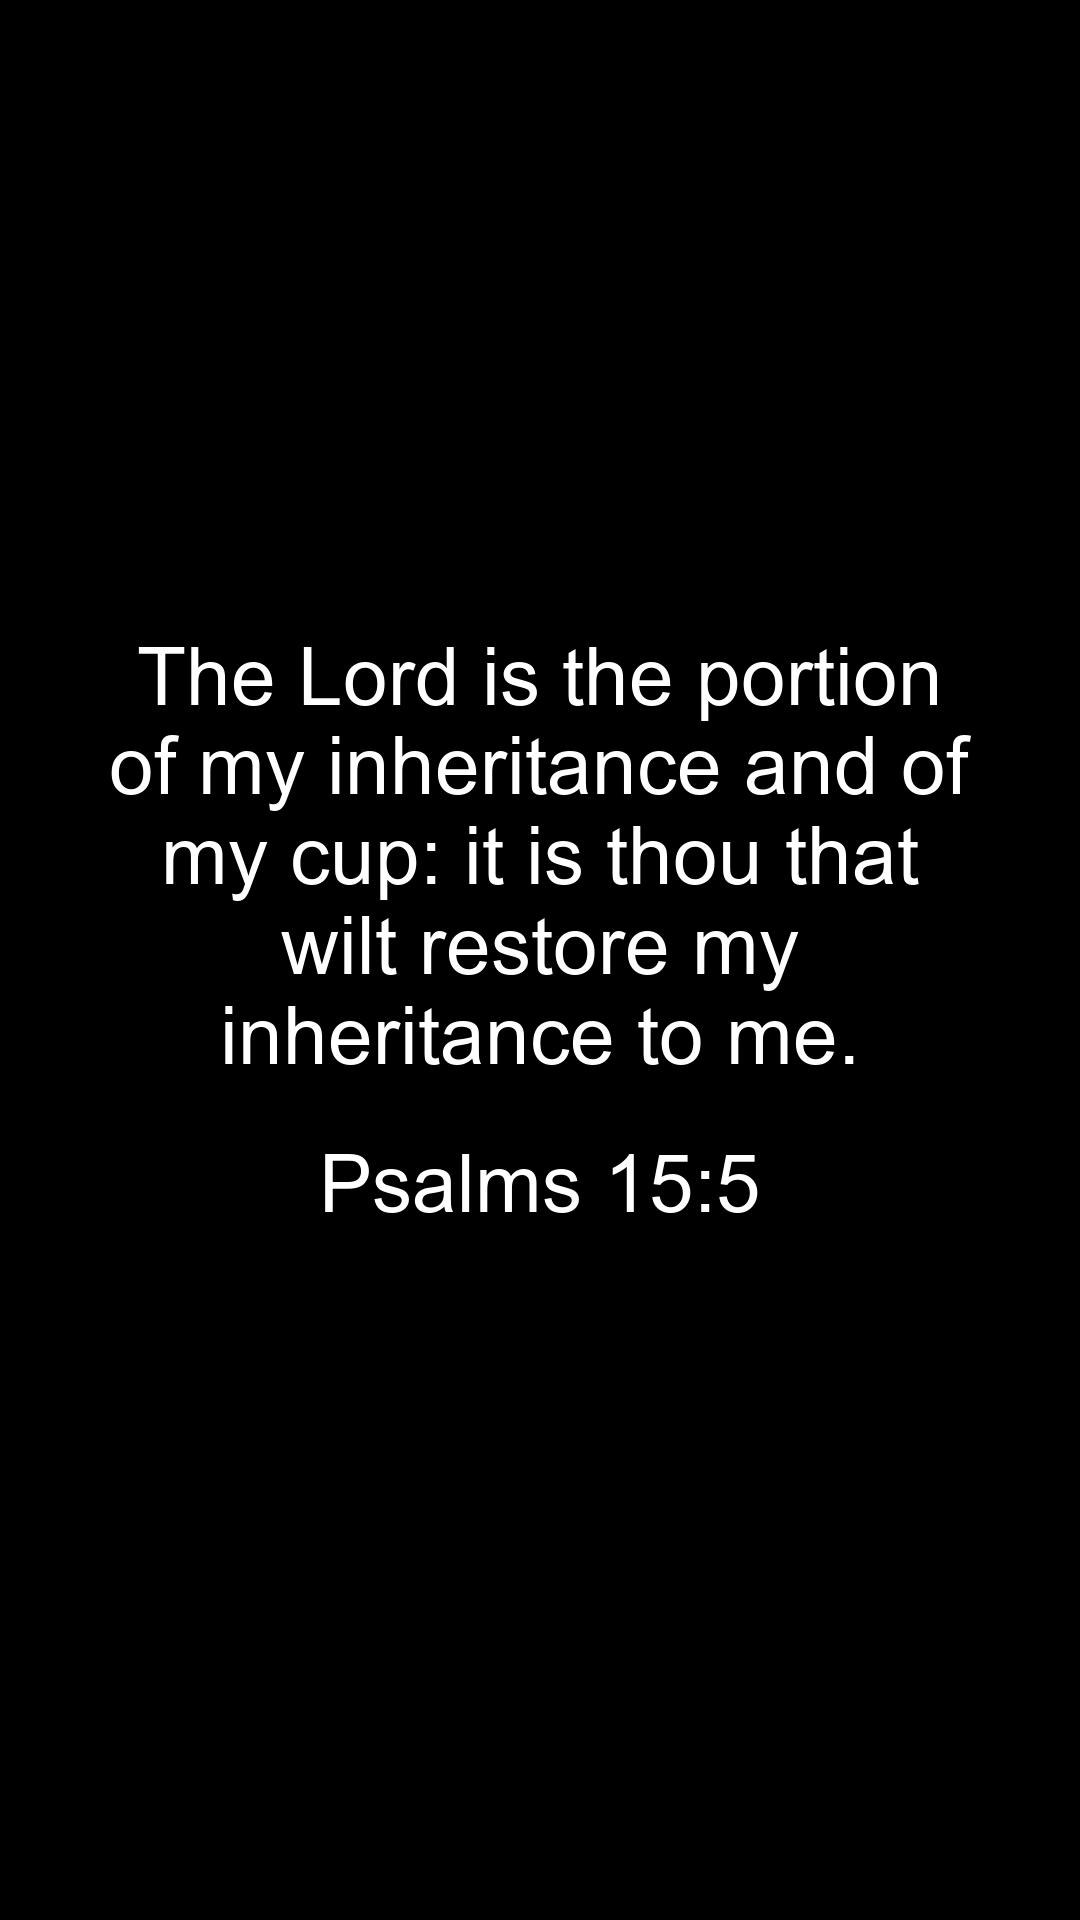 The Lord is the portion
of my inheritance and of
my cup: it is thou that
wilt restore my
inheritance to me.
Psalms 15:5